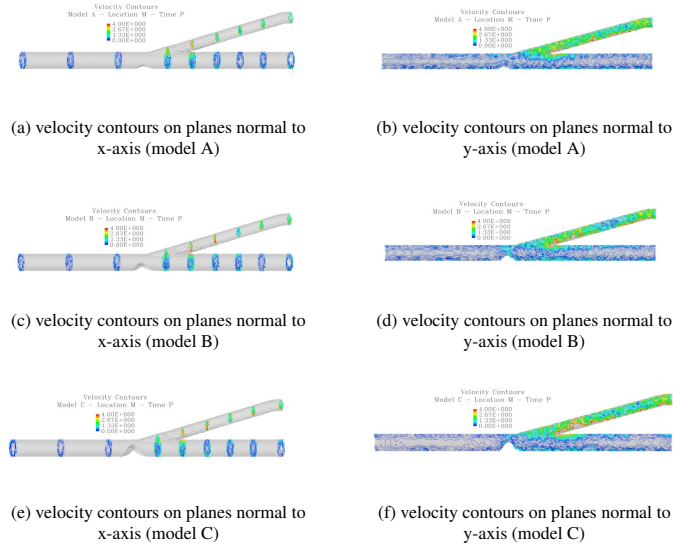 Velocity Contours
Model A - Location M - Time P
4.00E+000
2.67E+000
1.33E+000
0.00E+000
Velocity Contours
Model A - Location M - Time P
4.00E+000
2.67E+000
1.33E+000
0.00E+000
(a) velocity contours on planes normal to
x-axis (model A)
(b) velocity contours on planes normal to
y-axis (model A)
Velocity Contours
Model B - Location M - Time P
4.00E+000
2.67E+000
1.33E+000
0.00E+000
Velocity Contours
Model B - Location M - Time P
4.00E+000
2.67E+000
1.33E+000
0.00E+000
(c) velocity contours on planes normal to
x-axis (model B)
(d) velocity contours on planes normal to
y-axis (model B)
Velocity Contours
Model C - Location M - Time P
4.00E+000
2.67E+000
1.33E+000
0.00E+000
Velocity Contours
Model C - Location M - Time P
4.00E+000
2.67E+000
1.33E+000
0.00E+000
(e) velocity contours on planes normal to
x-axis (model C)
(f) velocity contours on planes normal to
y-axis (model C)